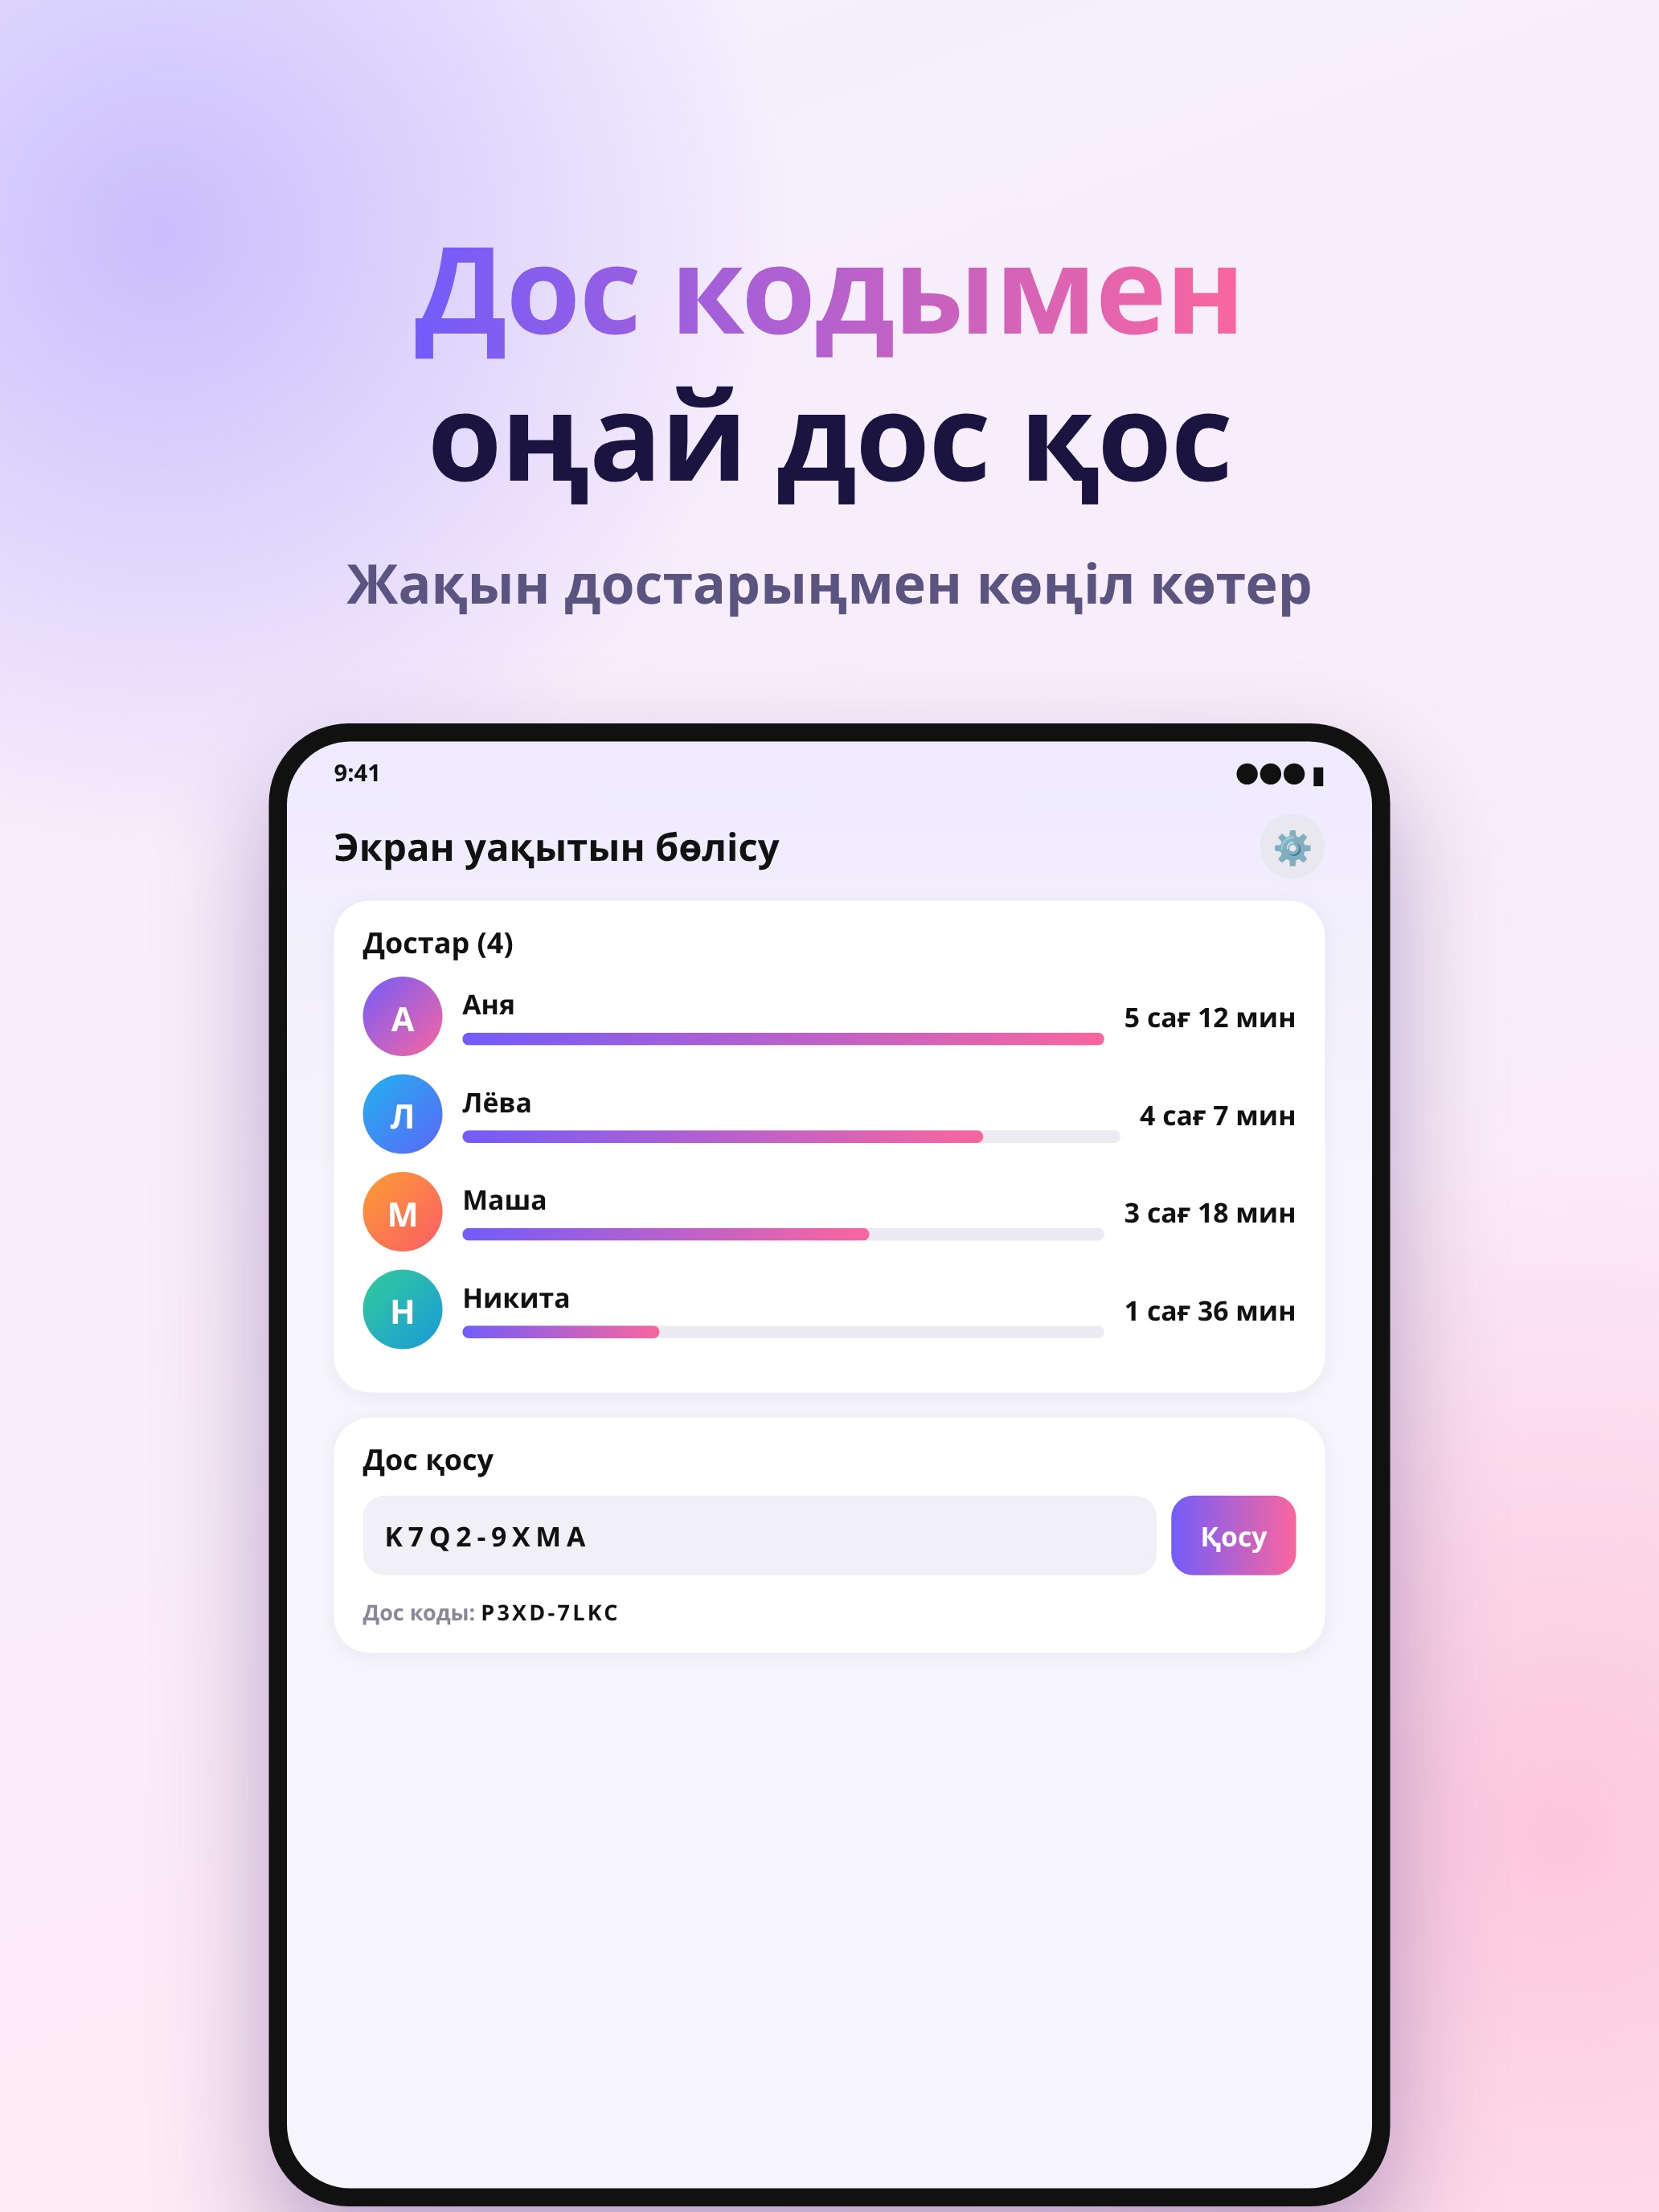 Дос кодымен
оңай дос қос
Жақын достарыңмен көңіл көтер
9:41
Экран уақытын бөлісу
Достар (4)
А
Аня
5 сағ 12 мин
Л
Лёва
4 сағ 7 мин
М
Маша
3 сағ 18 мин
Н
Никита
1 сағ 36 мин
Дос қосу
K7Q2-9XMA
Қосу
Дос коды: P3XD-7LKC